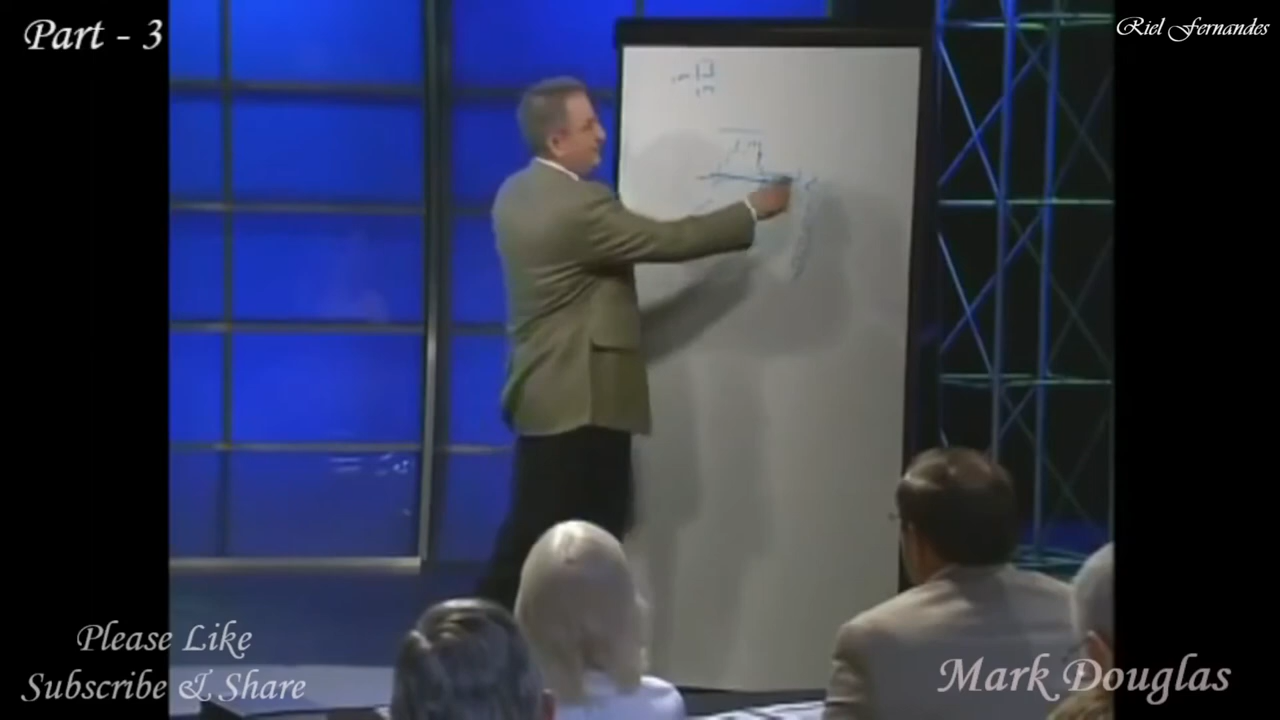 Part - 3
Riel Fernandes
Please Like
Subscribe & Share
Mark Douglas